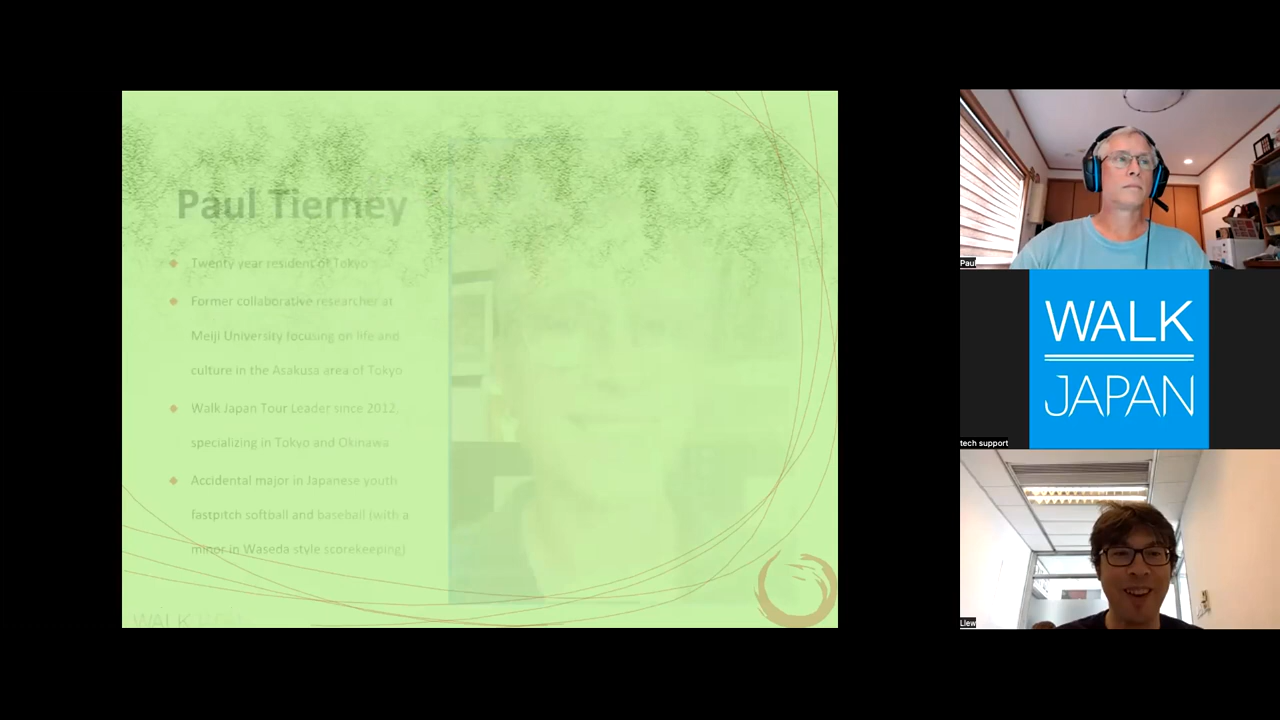 Paul Tierney
Twenty year resident of Tokyo
Former collaborative researcher at
Meiji University focusing on life and
culture in the Asakusa area of Tokyo
Walk Japan Tour Leader since 2012,
specializing in Tokyo and Okinawa
Accidental major in Japanese youth
fastpitch softball and baseball (with a
minor in Waseda style scorekeeping)
WALK
Paul
WALK
JAPAN
tech support
Llew